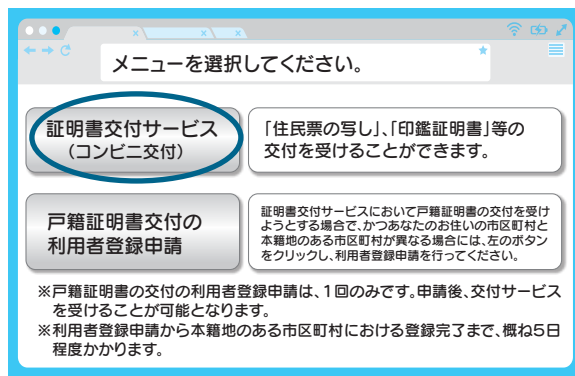 メニューを選択してください。
証明書交付サービス
（コンビニ交付）
「住民票の写し」、「印鑑証明書」等の
交付を受けることができます。
戸籍証明書交付の
利用者登録申請
証明書交付サービスにおいて戸籍証明書の交付を受け
ようとする場合で、かつあなたのお住いの市区町村と
本籍地のある市区町村が異なる場合には、左のボタン
をクリックし、利用者登録申請を行ってください。
※戸籍証明書の交付の利用者登録申請は、1回のみです。申請後、交付サービス
を受けることが可能となります。
※利用者登録申請から本籍地のある市区町村における登録完了まで、概ね5日
程度かかります。